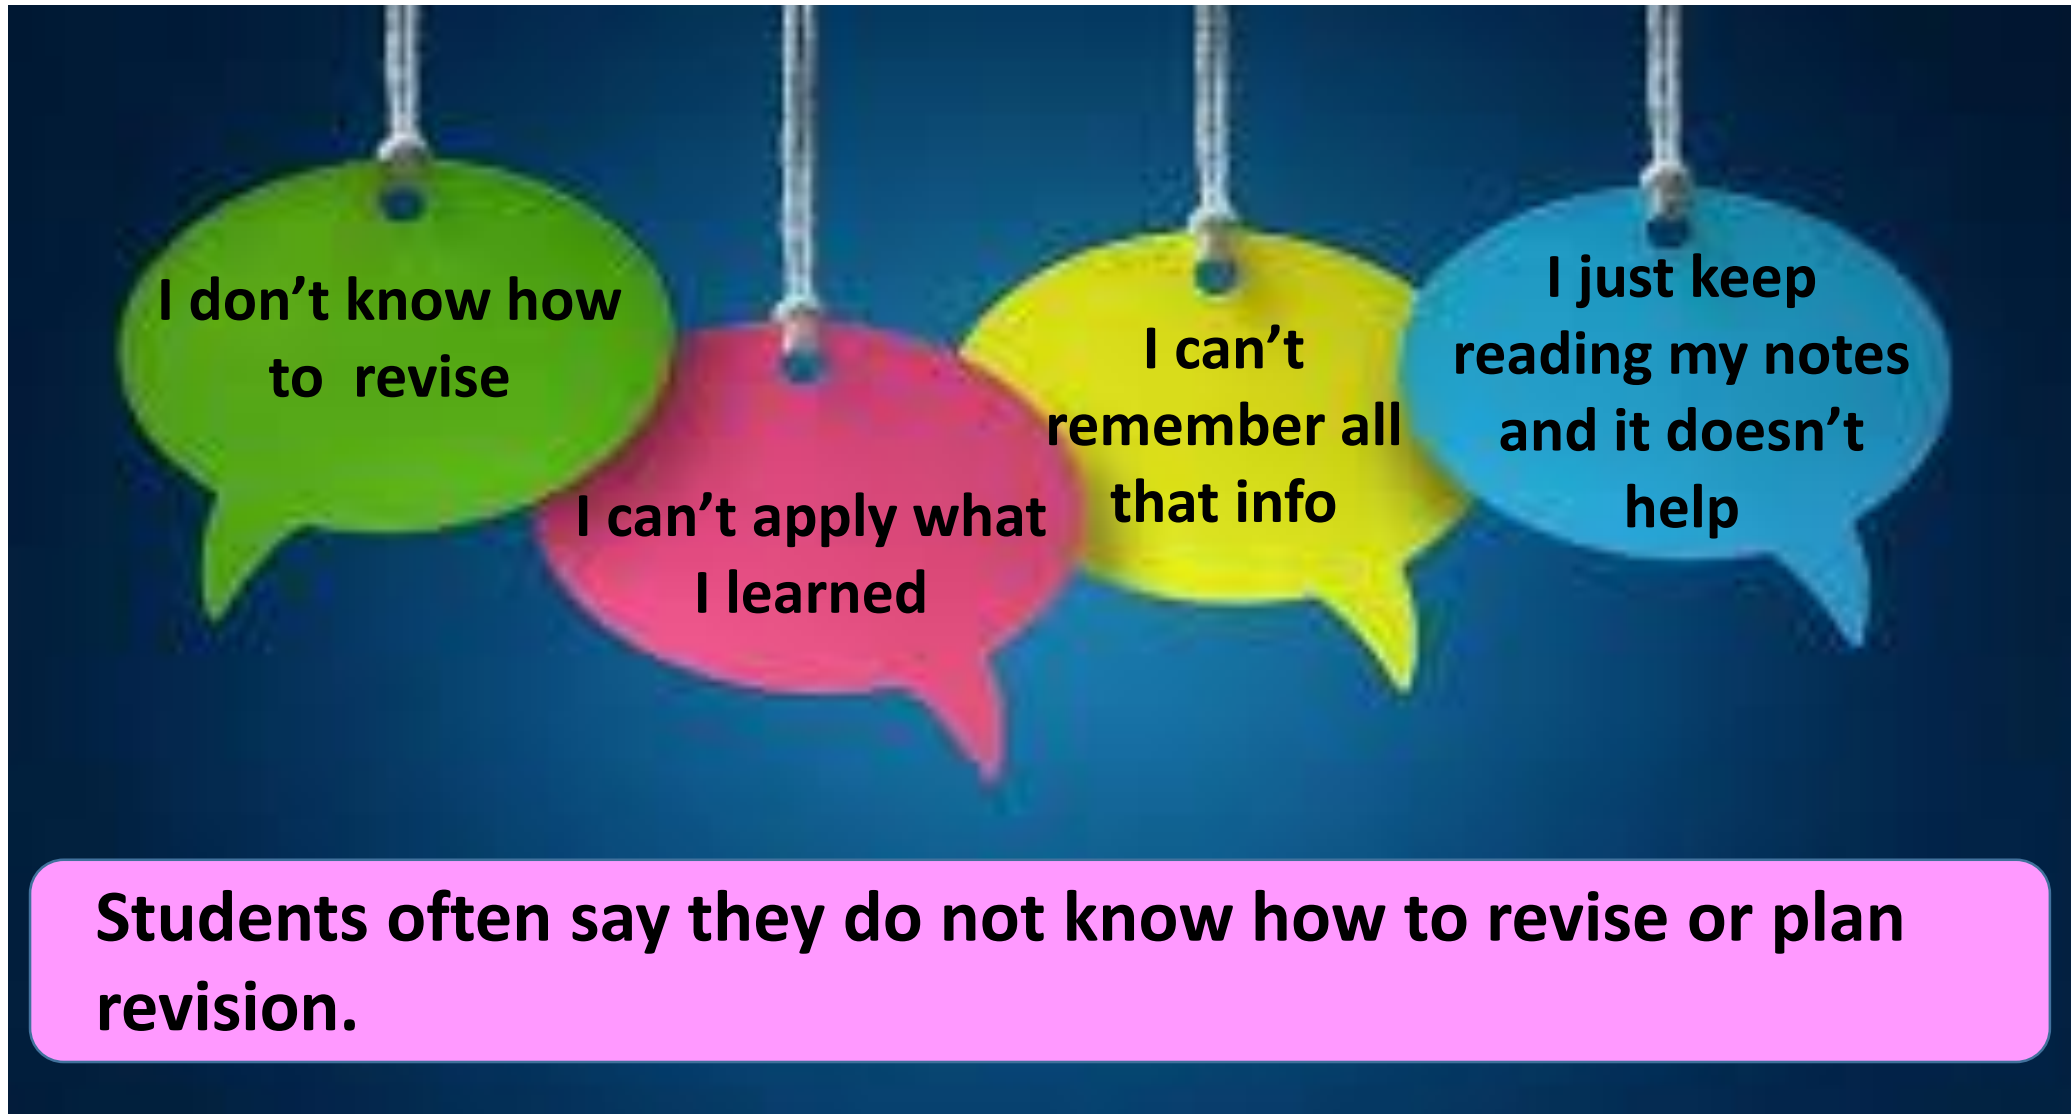 I don’t know how
to  revise
I can’t apply what
I learned
I can’t
remember all
that info
I just keep
reading my notes
and it doesn’t
help
Students often say they do not know how to revise or plan
revision.